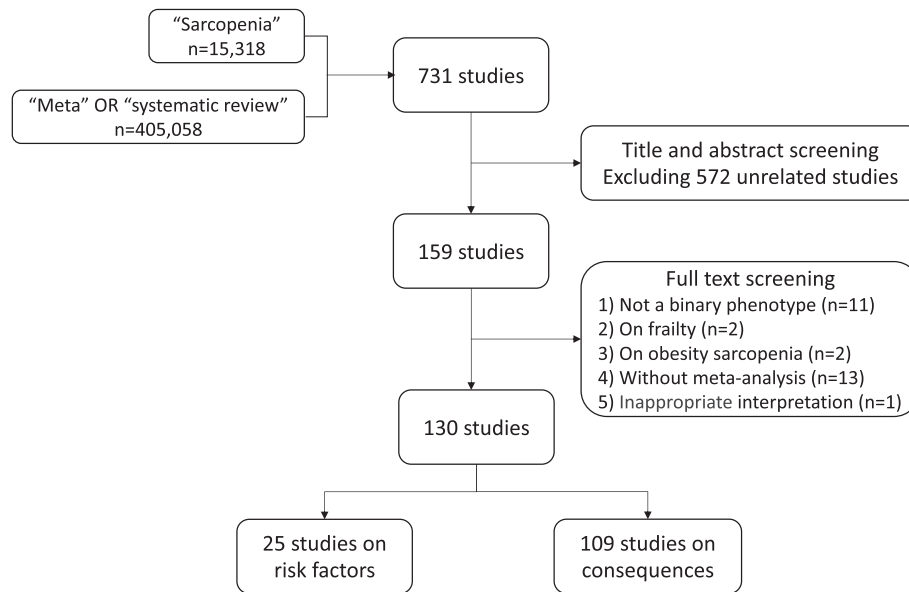 “Sarcopenia”
n=15,318
“Meta” OR “systematic review”
n=405,058
731 studies
Title and abstract screening
Excluding 572 unrelated studies
159 studies
Full text screening
1) Not a binary phenotype (n=11)
2) On frailty (n=2)
3) On obesity sarcopenia (n=2)
4) Without meta-analysis (n=13)
5) Inappropriate interpretation (n=1)
130 studies
25 studies on
risk factors
109 studies on
consequences